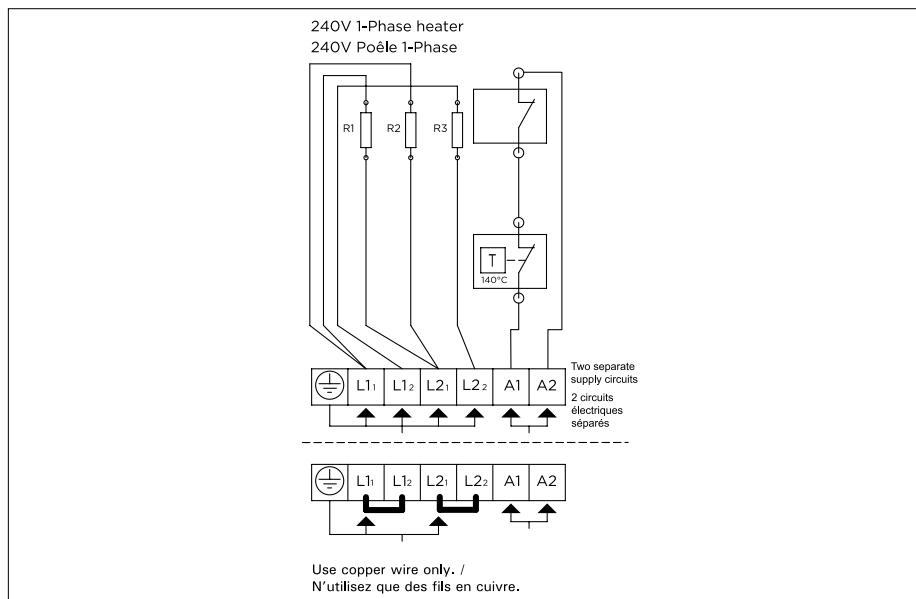 240V 1-Phase heater
240V Poêle 1-Phase
R1 R2 R3
T
140°C
L11 L12 L21 L22 A1 A2
Two separate
supply circuits
2 circuits
électriques
séparés
L11 L12 L21 L22 A1 A2
Use copper wire only. /
N'utilisez que des fils en cuivre.